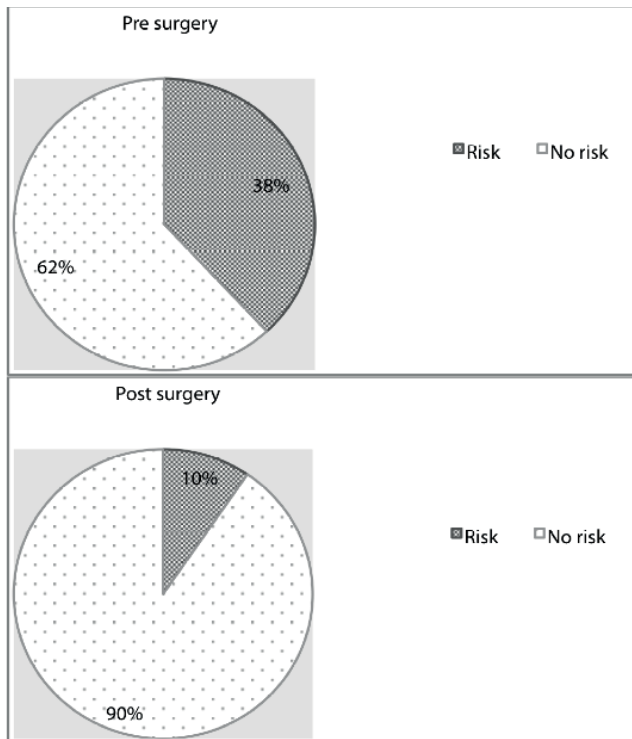 Pre surgery
Risk No risk
38%
62%
Post surgery
10%
Risk No risk
90%